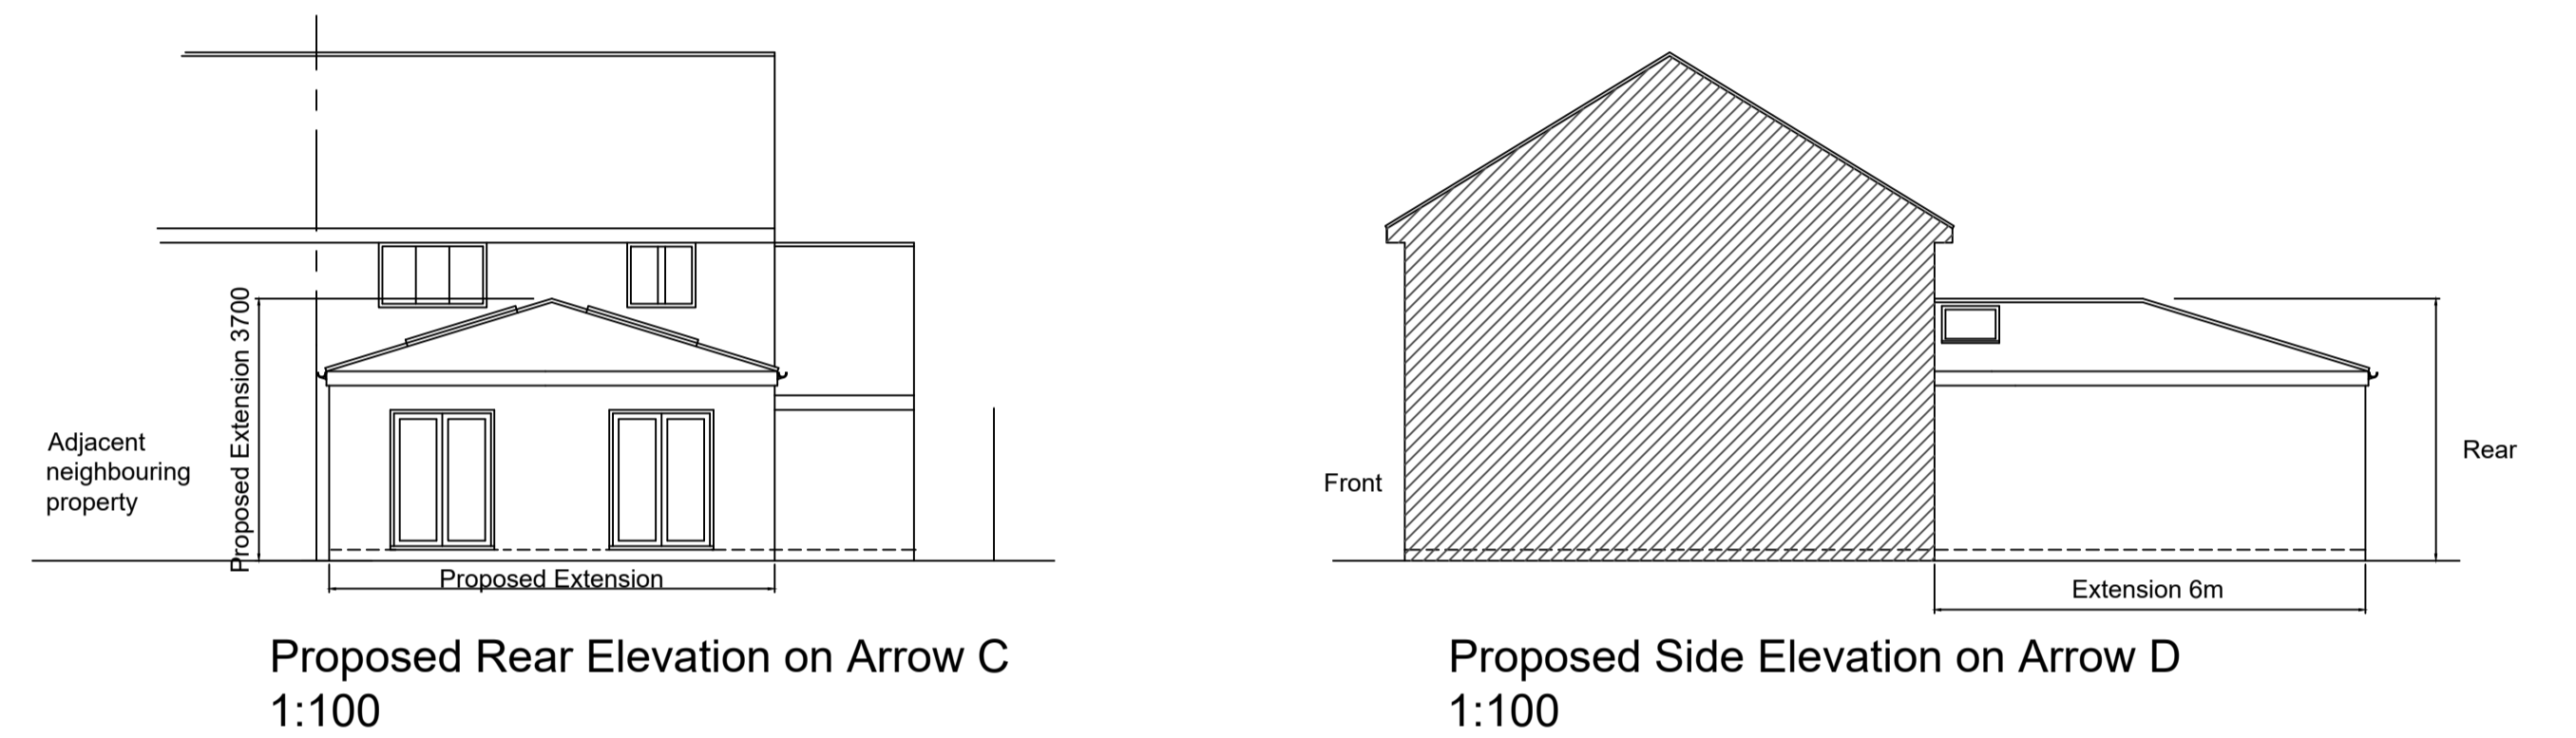 Proposed Extension 3700
Adjacent
neighbouring
property
Proposed Extension
Proposed Rear Elevation on Arrow C
1:100
Front
Rear
Extension 6m
Proposed Side Elevation on Arrow D
1:100